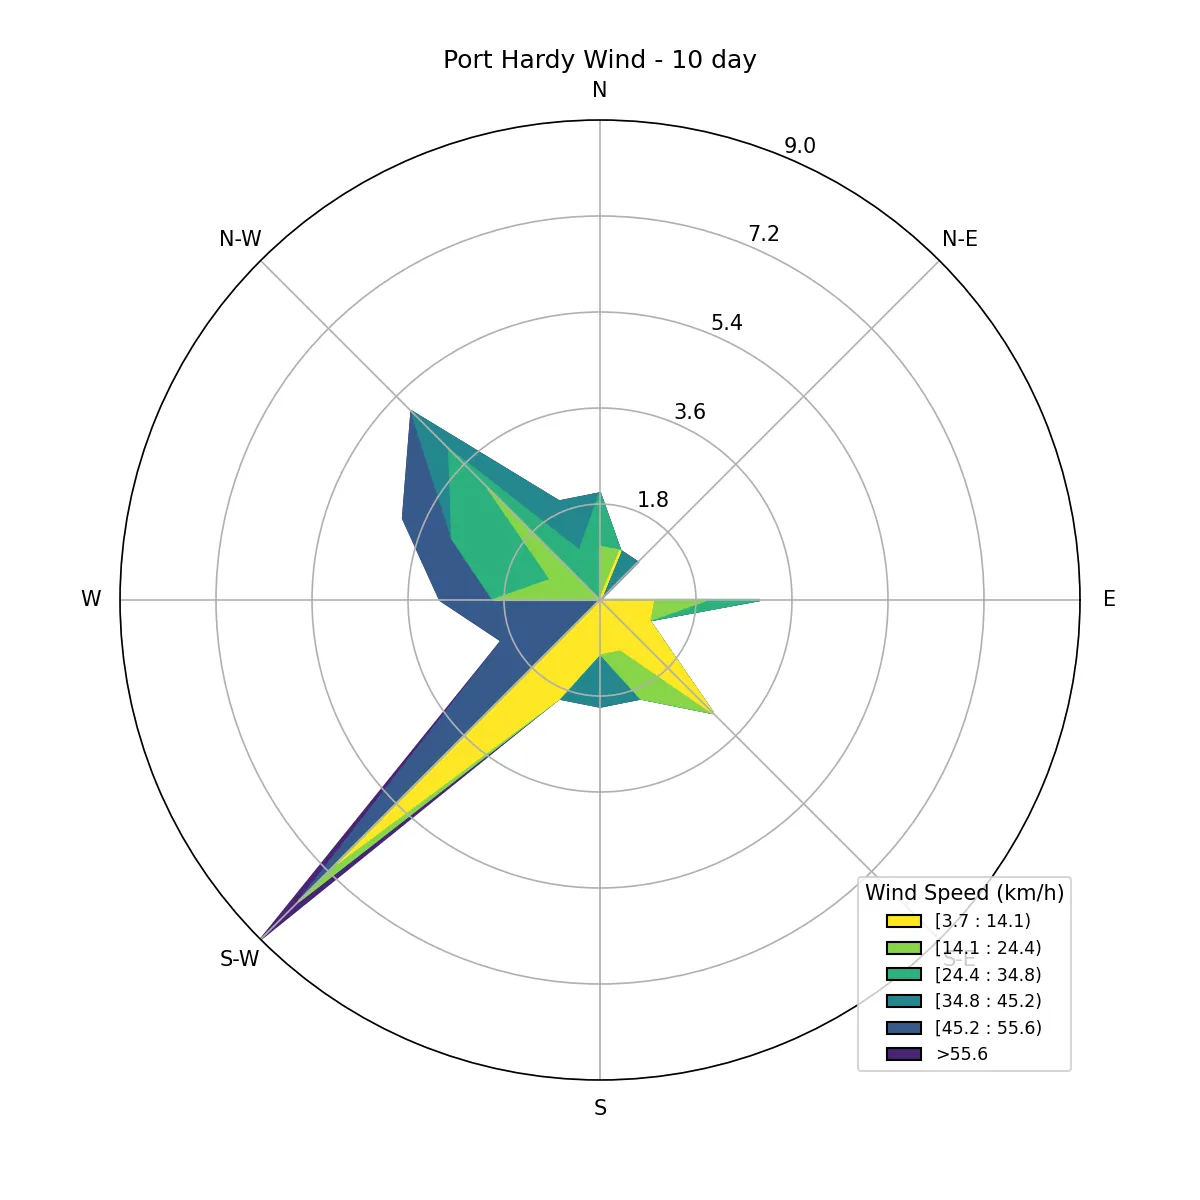 Port Hardy Wind - 10 day
N
9.0
7.2
N-W
N-E
5.4
3.6
1.8
W
E
S-W
S-E
S
Wind Speed (km/h)
[3.7 : 14.1)
[14.1 : 24.4)
[24.4 : 34.8)
[34.8 : 45.2)
[45.2 : 55.6)
>55.6